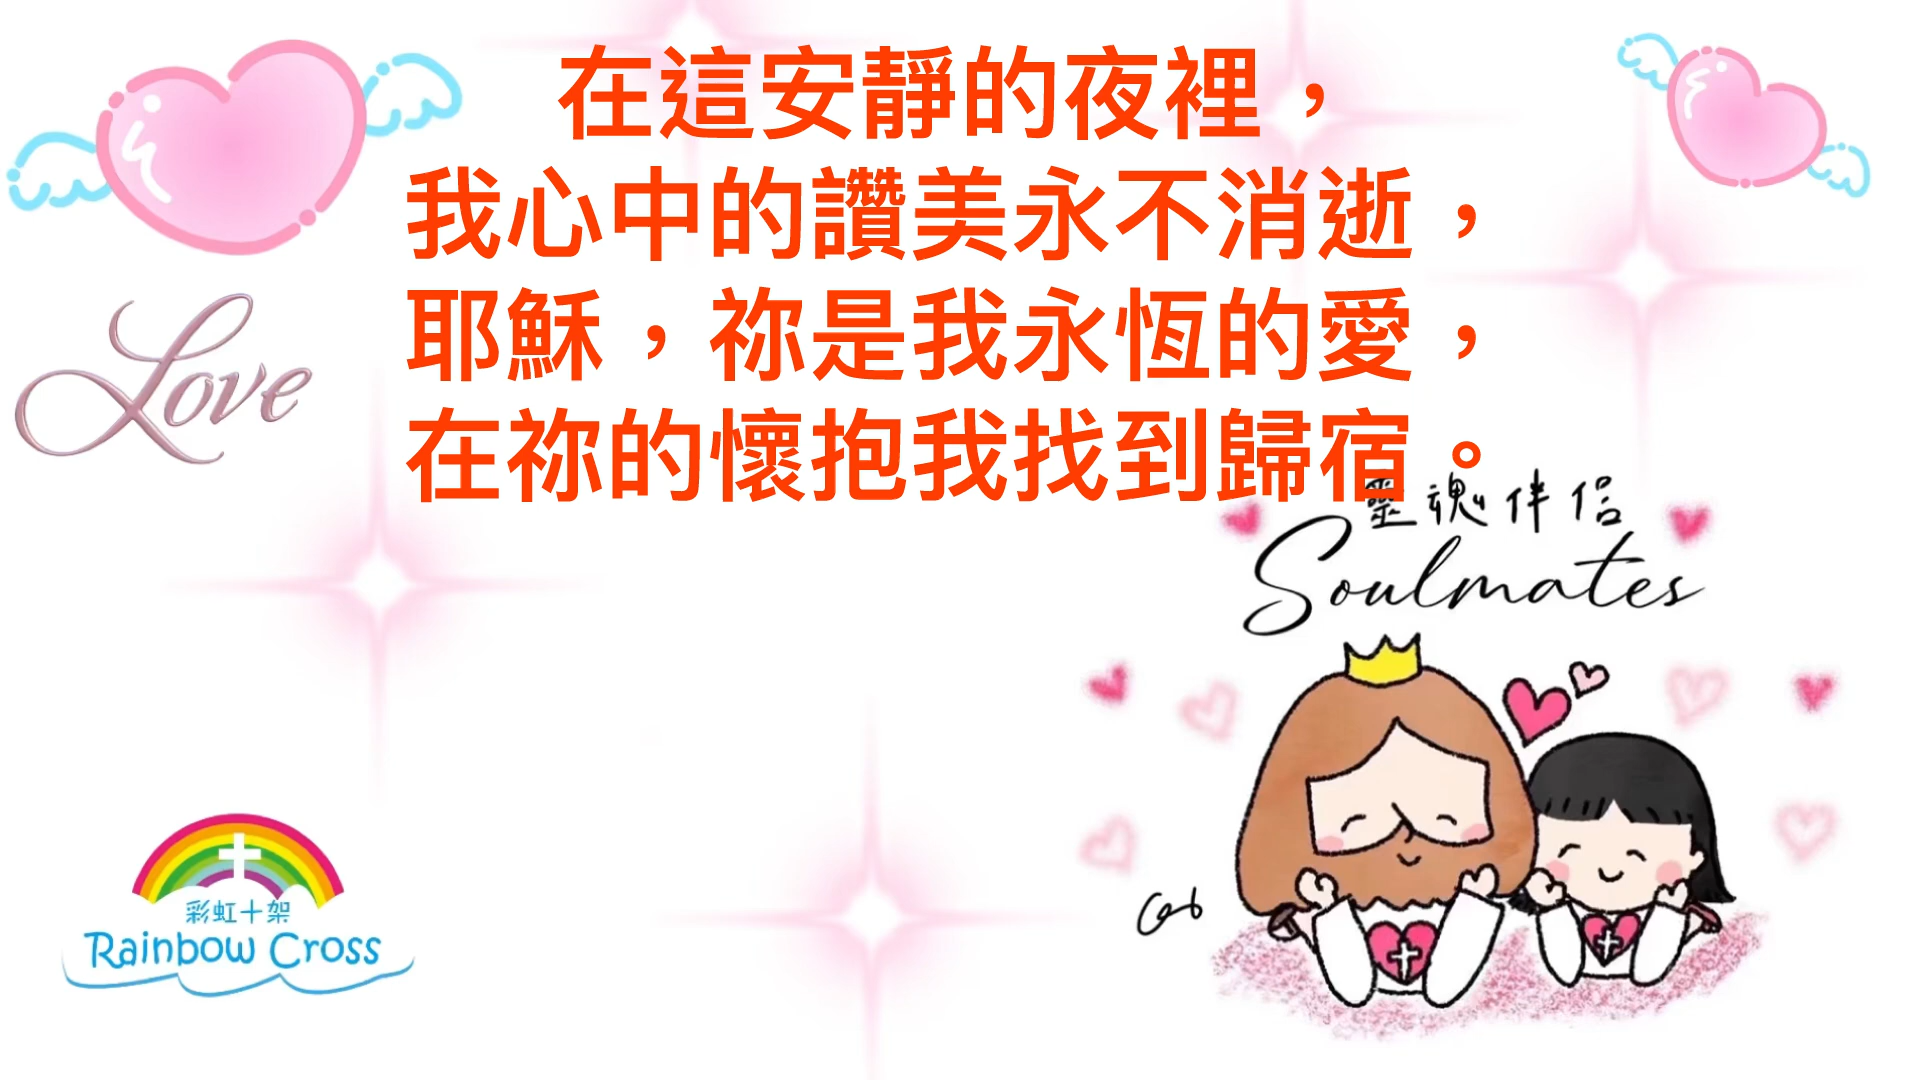 在這安靜的夜裡，
我心中的讚美永不消逝，
耶穌，祢是我永恆的愛，
在祢的懷抱我找到歸宿。
Love
靈魂伴侶
Soulmates
彩虹十架
Rainbow Cross